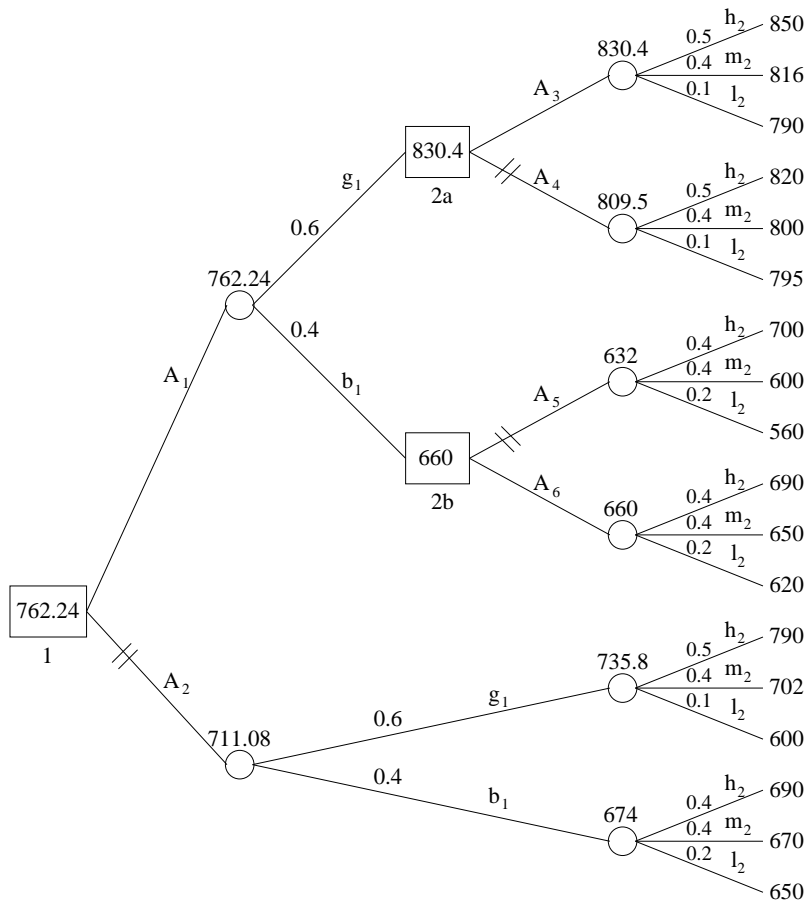 h₂ 850
0.5
830.4
0.4 m₂ 816
0.1 l₂
A₃ 790
830.4
2a
g₁ A₄ h₂ 820
0.5
809.5
0.4 m₂ 800
0.1 l₂
0.6 795
762.24
0.4 h₂ 700
0.4
632
0.4 m₂ 600
0.2 l₂
A₁ b₁ A₅ 560
660
2b
A₆ h₂ 690
0.4
660
0.4 m₂ 650
0.2 l₂
620
762.24
1
h₂ 790
0.5
735.8
0.4 m₂ 702
A₂ g₁ 0.1 l₂
0.6 600
711.08
0.4 h₂ 690
b₁ 0.4
674
0.4 m₂ 670
0.2 l₂
650